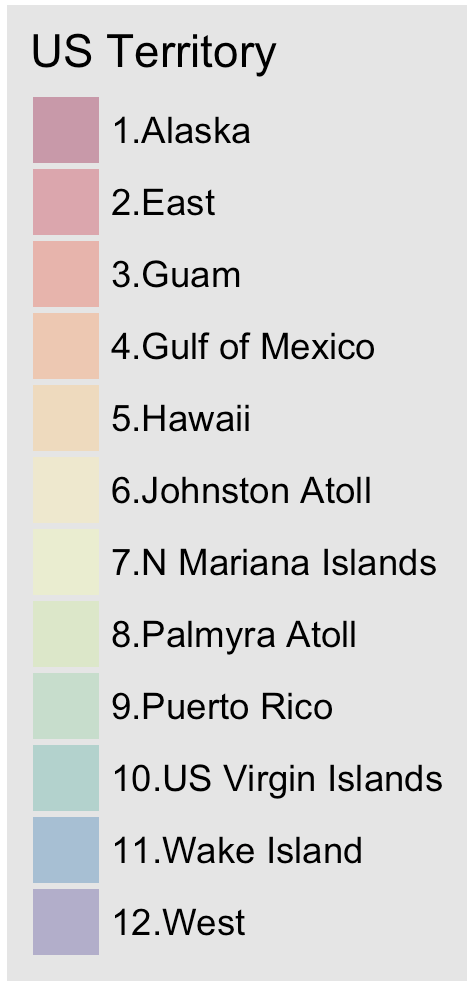 US Territory
1.Alaska
2.East
3.Guam
4.Gulf of Mexico
5.Hawaii
6.Johnston Atoll
7.N Mariana Islands
8.Palmyra Atoll
9.Puerto Rico
10.US Virgin Islands
11.Wake Island
12.West